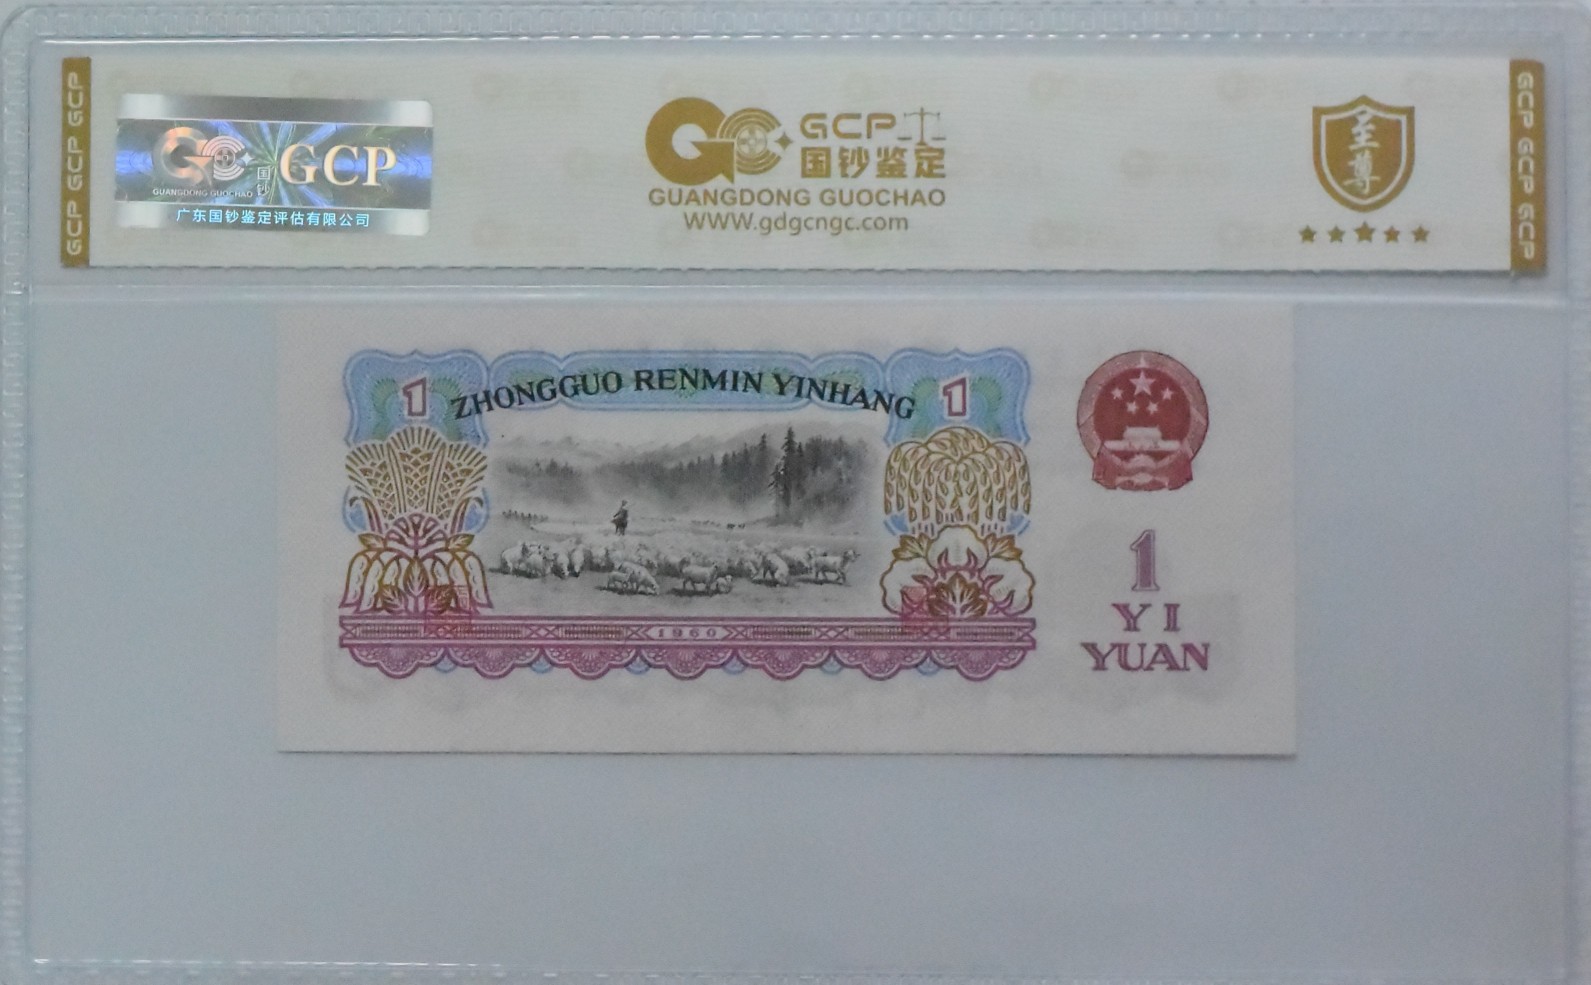 GCP GCP GCP
GCP
GUANGDONG GUOCHAO
国钞
广东国钞鉴定评估有限公司
GCP
国钞鉴定
GUANGDONG GUOCHAO
WWW.gdgcngc.com
至尊
GCP GCP GCP
1
ZHONGGUO RENMIN YINHANG
1
1960
1
YI
YUAN